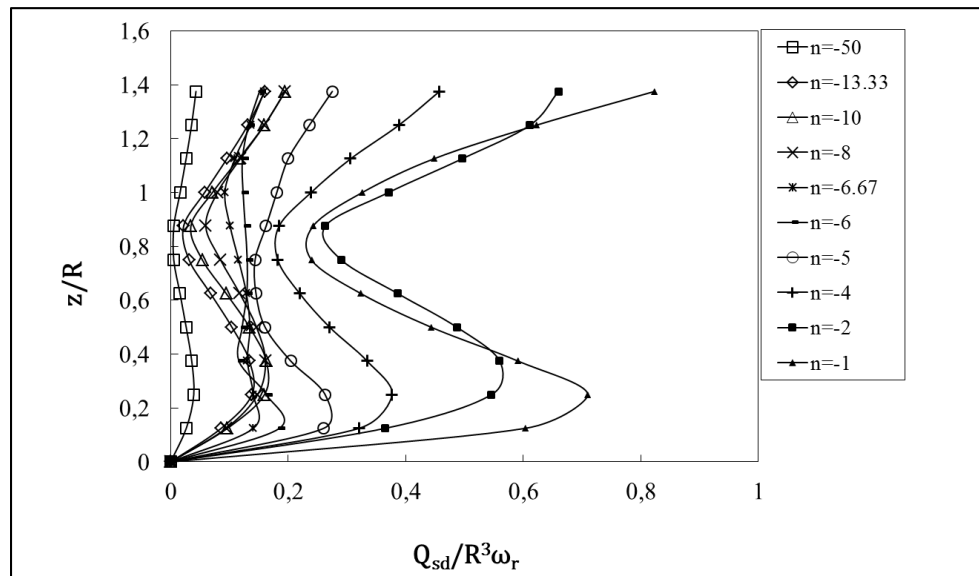 1,6
1,4
1,2
1
0,8
0,6
0,4
0,2
0
z/R
0
0,2
0,4
0,6
0,8
1
Q_sd/R³ω_r
n=-50
n=-13.33
n=-10
n=-8
n=-6.67
n=-6
n=-5
n=-4
n=-2
n=-1